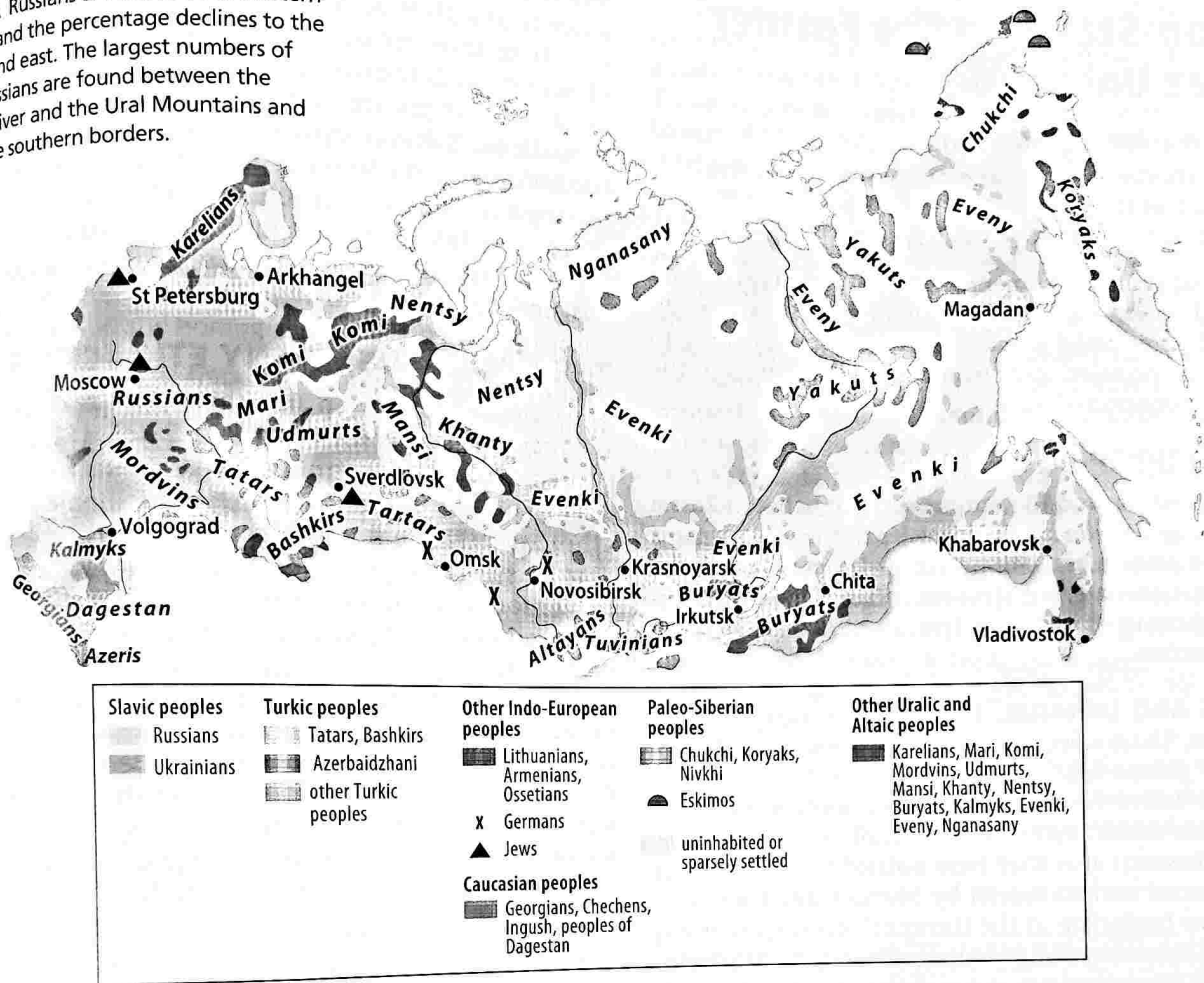 Russians
and the percentage declines to the
nd east. The largest numbers of
ssians are found between the
iver and the Ural Mountains and
e southern borders.
Chukchi
Koryaks
Eveny
Yakuts
Nganasany
Karelians
Arkhangel
St Petersburg
Nentsy
Eveny
Magadan
Komi
Komi
Moscow
Russians
Mari
Nentsy
Yakuts
Udmurts
Mansi
Khanty
Evenki
Mordvins
Tatars
Sverdlovsk
Evenki
Evenki
Volgograd
Bashkirs
Tartars
Kalmyks
Omsk
Evenki
Khabarovsk
Krasnoyarsk
Novosibirsk
Buryats
Chita
Georgians
Dagestan
Irkutsk
Buryats
Altayans
Tuvinians
Vladivostok
Azeris
X
X
X
Slavic peoples
Russians
Ukrainians
Turkic peoples
Tatars, Bashkirs
Azerbaidzhani
other Turkic
peoples
Other Indo-European
peoples
Lithuanians,
Armenians,
Ossetians
X Germans
Jews
Caucasian peoples
Georgians, Chechens,
Ingush, peoples of
Dagestan
Paleo-Siberian
peoples
Chukchi, Koryaks,
Nivkhi
Eskimos
uninhabited or
sparsely settled
Other Uralic and
Altaic peoples
Karelians, Mari, Komi,
Mordvins, Udmurts,
Mansi, Khanty, Nentsy,
Buryats, Kalmyks, Evenki,
Eveny, Nganasany